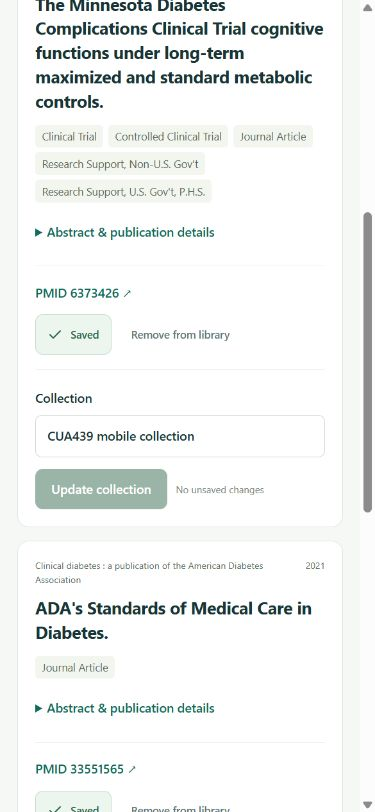 The Minnesota Diabetes
Complications Clinical Trial cognitive
functions under long-term
maximized and standard metabolic
controls.
Clinical Trial Controlled Clinical Trial Journal Article
Research Support, Non-U.S. Gov't
Research Support, U.S. Gov't, P.H.S.
▶ Abstract & publication details
PMID 6373426 ↗
✓ Saved Remove from library
Collection
CUA439 mobile collection
Update collection No unsaved changes
Clinical diabetes : a publication of the American Diabetes 2021
Association
ADA's Standards of Medical Care in
Diabetes.
Journal Article
▶ Abstract & publication details
PMID 33551565 ↗
✓ Saved Remove from library